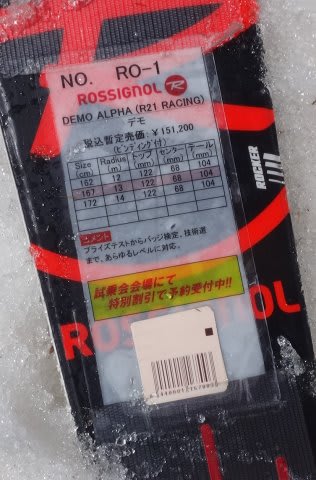 NO. RO-1
ROSSIGNOL
DEMO ALPHA (R21 RACING)
デモ
税込暫定売価：¥151,200
(ビンディング付)
Size (cm) Radius (m) トップ (mm) センター (mm) テール (mm)
162 12 122 68 104
167 13 122 68 104
172 14 122 68 104
コメント
プライズテストからバッジ検定、技術選
まで、あらゆるレベルに対応。
試乗会会場にて
特別割引で予約受付中!!
ROCKER
ROSSIGNOL